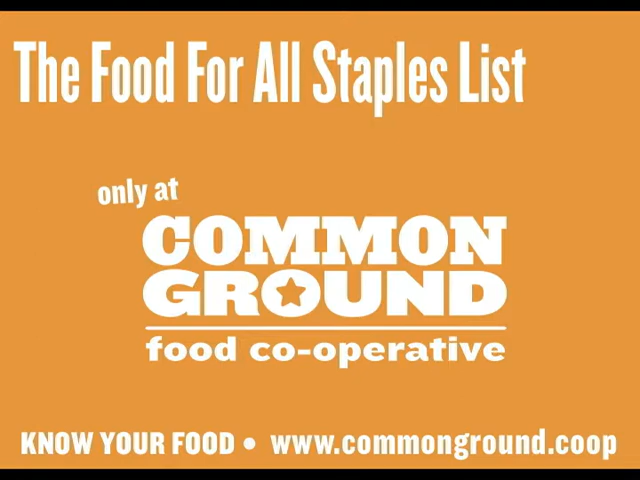 The Food For All Staples List
only at
COMMON
GROUND
food co-operative
KNOW YOUR FOOD • www.commonground.coop